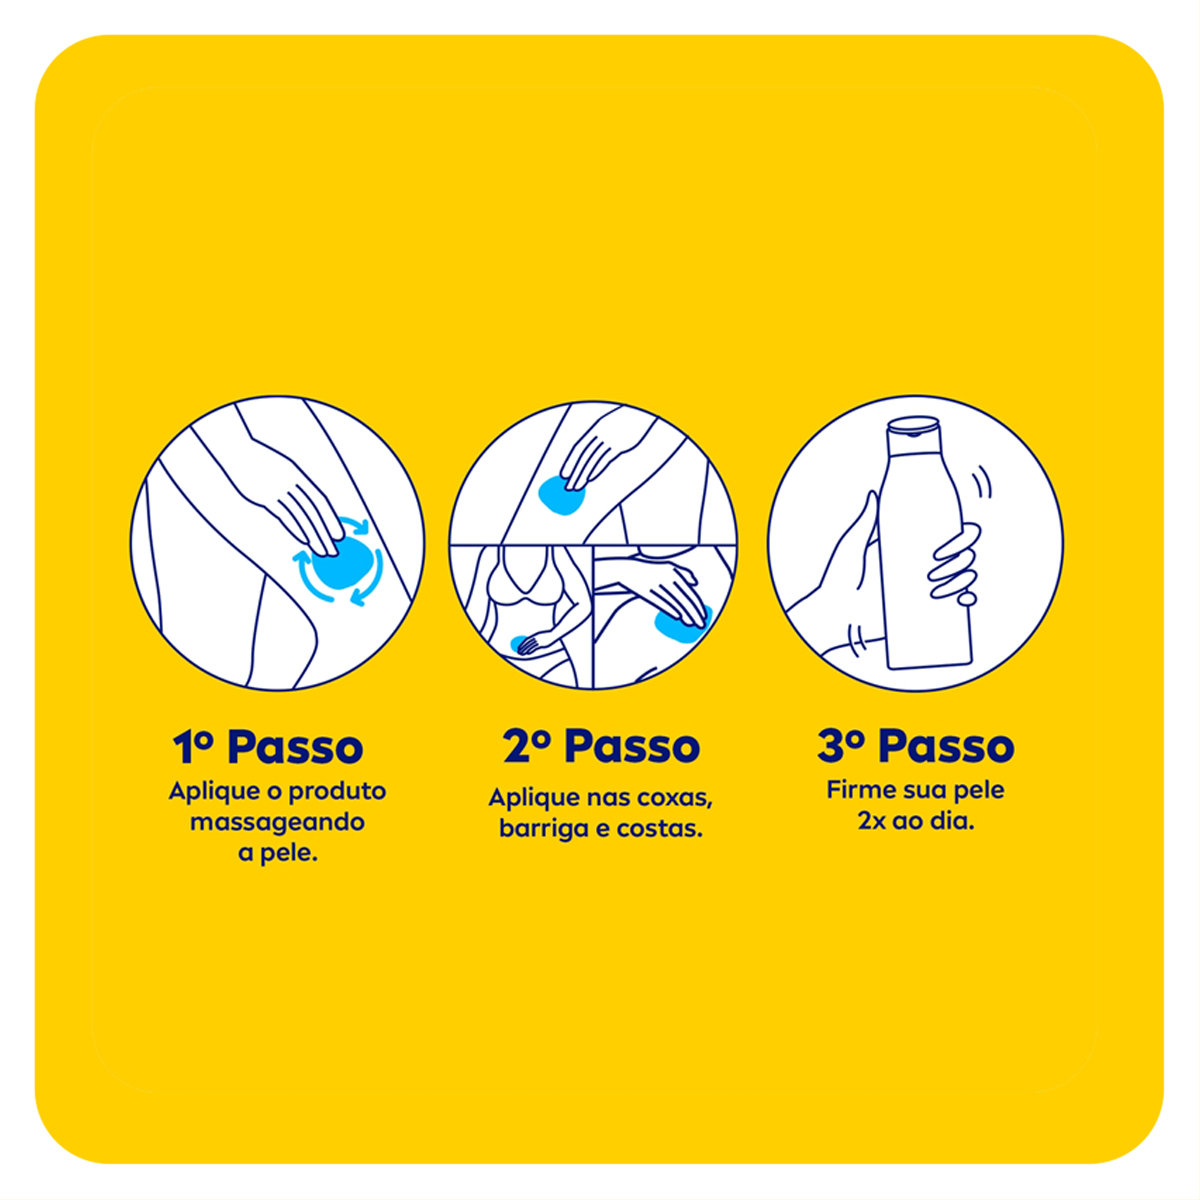 1º Passo
Aplique o produto
massageando
a pele.
2º Passo
Aplique nas coxas,
barriga e costas.
3º Passo
Firme sua pele
2x ao dia.